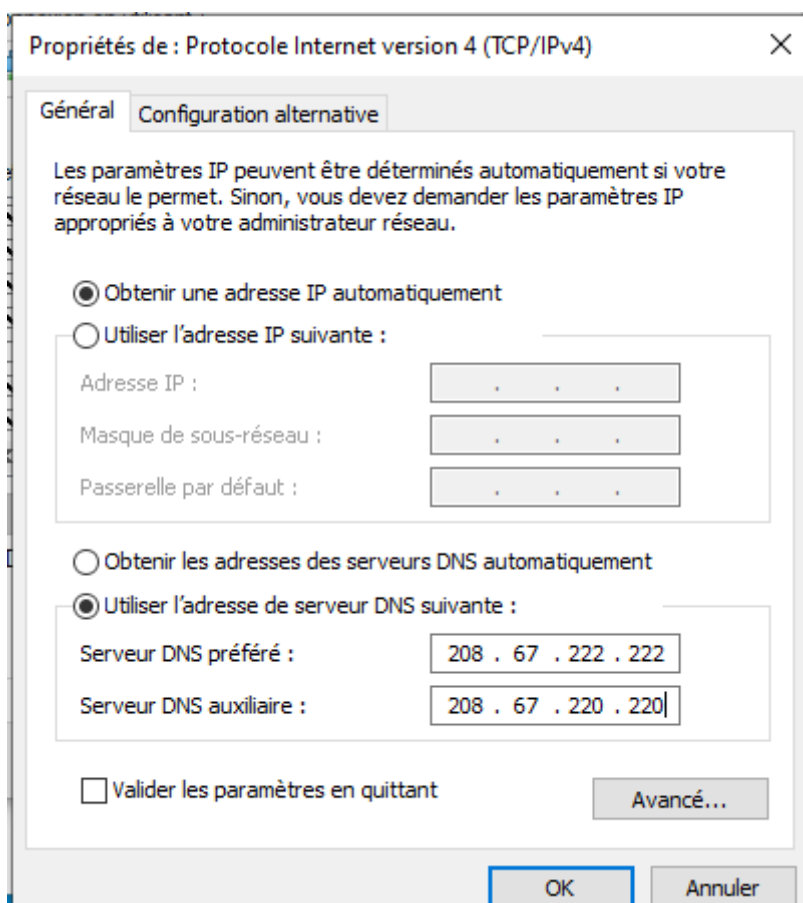 Propriétés de : Protocole Internet version 4 (TCP/IPv4)
Général
Configuration alternative
Les paramètres IP peuvent être déterminés automatiquement si votre
réseau le permet. Sinon, vous devez demander les paramètres IP
appropriés à votre administrateur réseau.
Obtenir une adresse IP automatiquement
Utiliser l'adresse IP suivante :
Adresse IP :
Masque de sous-réseau :
Passerelle par défaut :
Obtenir les adresses des serveurs DNS automatiquement
Utiliser l'adresse de serveur DNS suivante :
Serveur DNS préféré : 208 . 67 . 222 . 222
Serveur DNS auxiliaire : 208 . 67 . 220 . 220
Valider les paramètres en quittant
Avancé...
OK Annuler